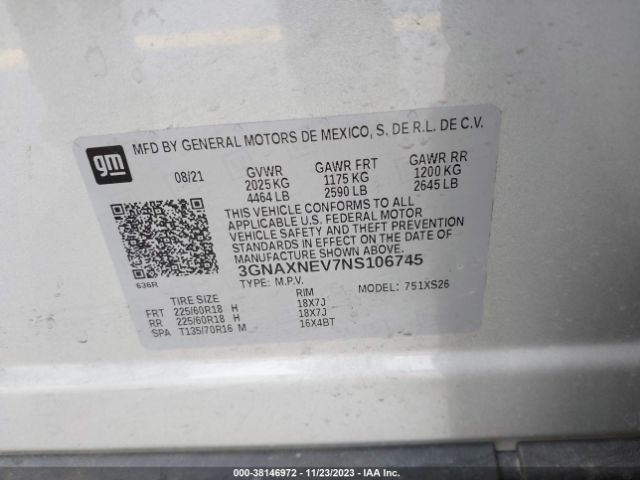 gm
MFD BY GENERAL MOTORS DE MEXICO, S. DE R.L. DE C.V.
08/21 GVWR GAWR FRT GAWR RR
2025 KG 1175 KG 1200 KG
4464 LB 2590 LB 2645 LB
THIS VEHICLE CONFORMS TO ALL
APPLICABLE U.S. FEDERAL MOTOR
VEHICLE SAFETY AND THEFT PREVENTION
STANDARDS IN EFFECT ON THE DATE OF
MANUFACTURE SHOWN ABOVE.
3GNAXNEV7NS106745
636R
TYPE: M.P.V. MODEL: 751XS26
TIRE SIZE RIM
FRT 225/60R18 H 18X7J
RR 225/60R18 H 18X7J
SPA T135/70R16 M 16X4BT
000-38146972 - 11/23/2023 - IAA Inc.